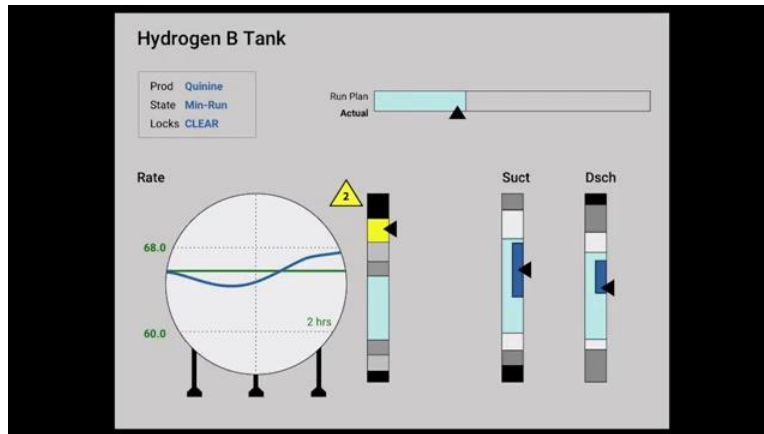 Hydrogen B Tank
Prod Quinine
State Min-Run
Locks CLEAR
Run Plan
Actual
Rate
2
Suct
Dsch
68.0
2 hrs
60.0